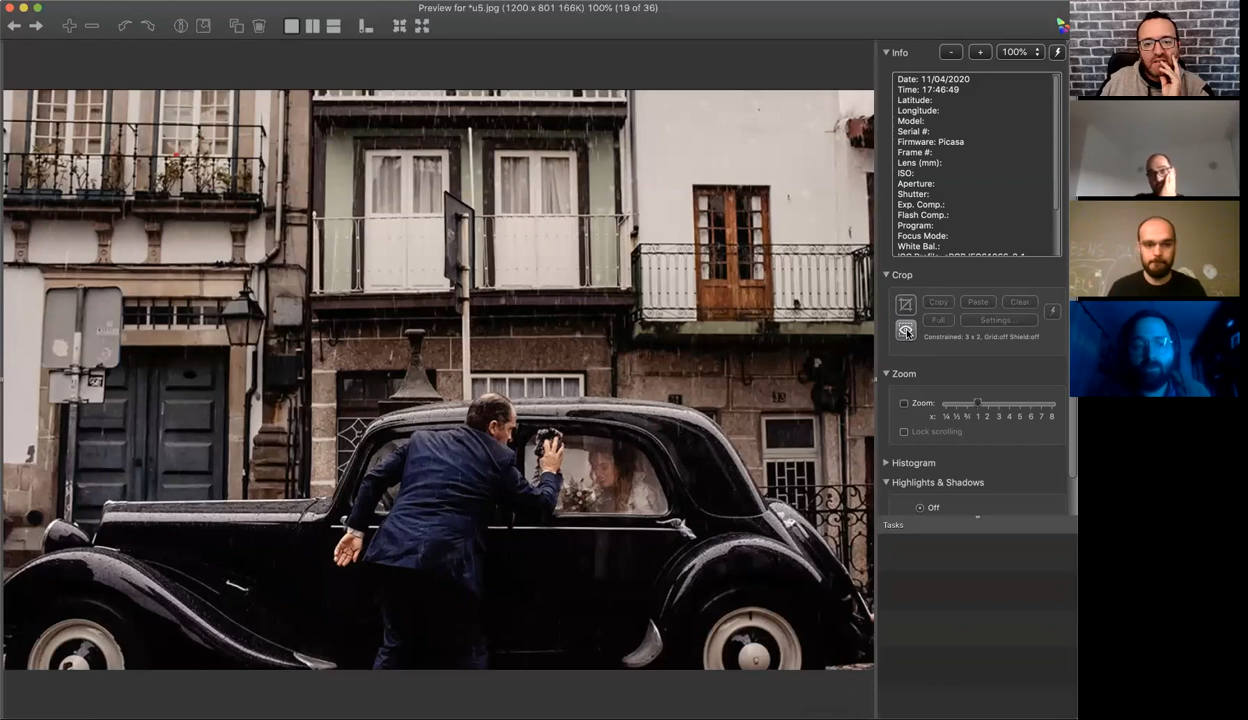 Preview for *u5.jpg (1200 x 801 166K) 100% (19 of 36)
Info - + 100%
Date: 11/04/2020
Time: 17:46:49
Latitude:
Longitude:
Model:
Serial #:
Firmware: Picasa
Frame #:
Lens (mm):
ISO:
Aperture:
Shutter:
Exp. Comp.:
Flash Comp.:
Program:
Focus Mode:
White Bal.:
Crop
Copy Paste Clear
Full Settings...
Constrained: 3 x 2, Grid:off Shield:off
Zoom
Zoom:
x: ¼ ½ ¾ 1 2 3 4 5 6 7 8
Lock scrolling
Histogram
Highlights & Shadows
Off
Tasks